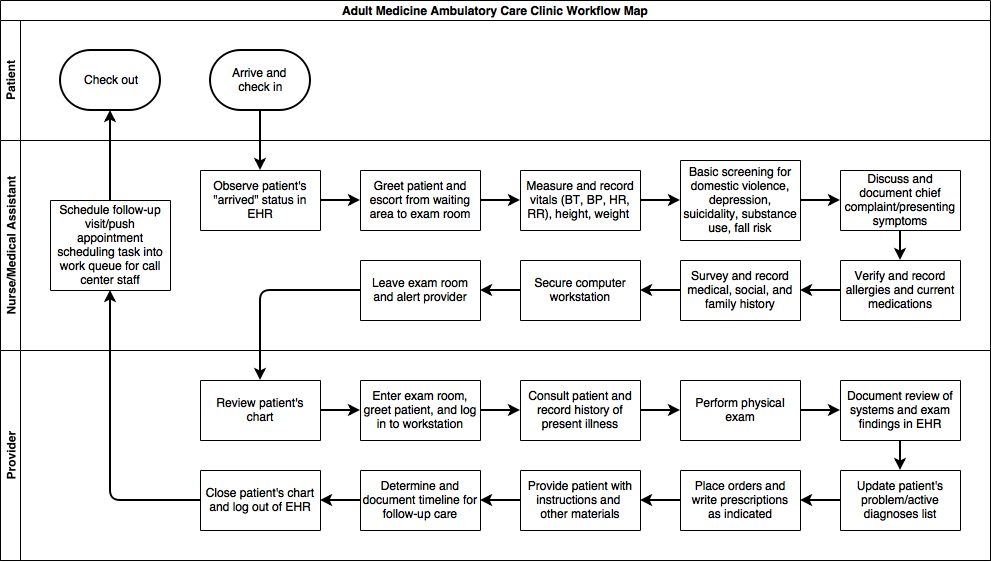 Adult Medicine Ambulatory Care Clinic Workflow Map
Patient
Check out
Arrive and
check in
Nurse/Medical Assistant
Observe patient's
"arrived" status in
EHR
Greet patient and
escort from waiting
area to exam room
Measure and record
vitals (BT, BP, HR,
RR), height, weight
Basic screening for
domestic violence,
depression,
suicidality, substance
use, fall risk
Discuss and
document chief
complaint/presenting
symptoms
Schedule follow-up
visit/push
appointment
scheduling task into
work queue for call
center staff
Leave exam room
and alert provider
Secure computer
workstation
Survey and record
medical, social, and
family history
Verify and record
allergies and current
medications
Provider
Review patient's
chart
Enter exam room,
greet patient, and log
in to workstation
Consult patient and
record history of
present illness
Perform physical
exam
Document review of
systems and exam
findings in EHR
Close patient's chart
and log out of EHR
Determine and
document timeline for
follow-up care
Provide patient with
instructions and
other materials
Place orders and
write prescriptions
as indicated
Update patient's
problem/active
diagnoses list